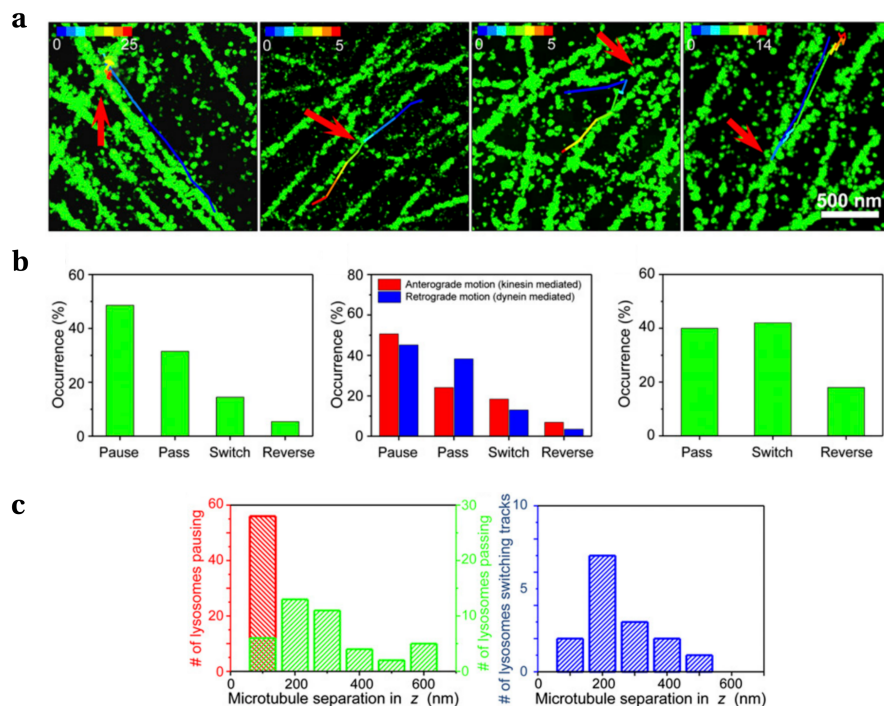 a
0 25
0 5
0 5
0 14
500 nm
b
60
40
20
0
Occurrence (%)
Pause Pass Switch Reverse
80
60
40
20
0
Occurrence (%)
Anterograde motion (kinesin mediated)
Retrograde motion (dynein mediated)
Pause Pass Switch Reverse
60
40
20
0
Occurrence (%)
Pass Switch Reverse
c
60
40
20
0
# of lysosomes pausing
30
20
10
0
# of lysosomes passing
0 200 400 600
Microtubule separation in z (nm)
10
7
5
2
0
# of lysosomes switching tracks
0 200 400 600
Microtubule separation in z (nm)